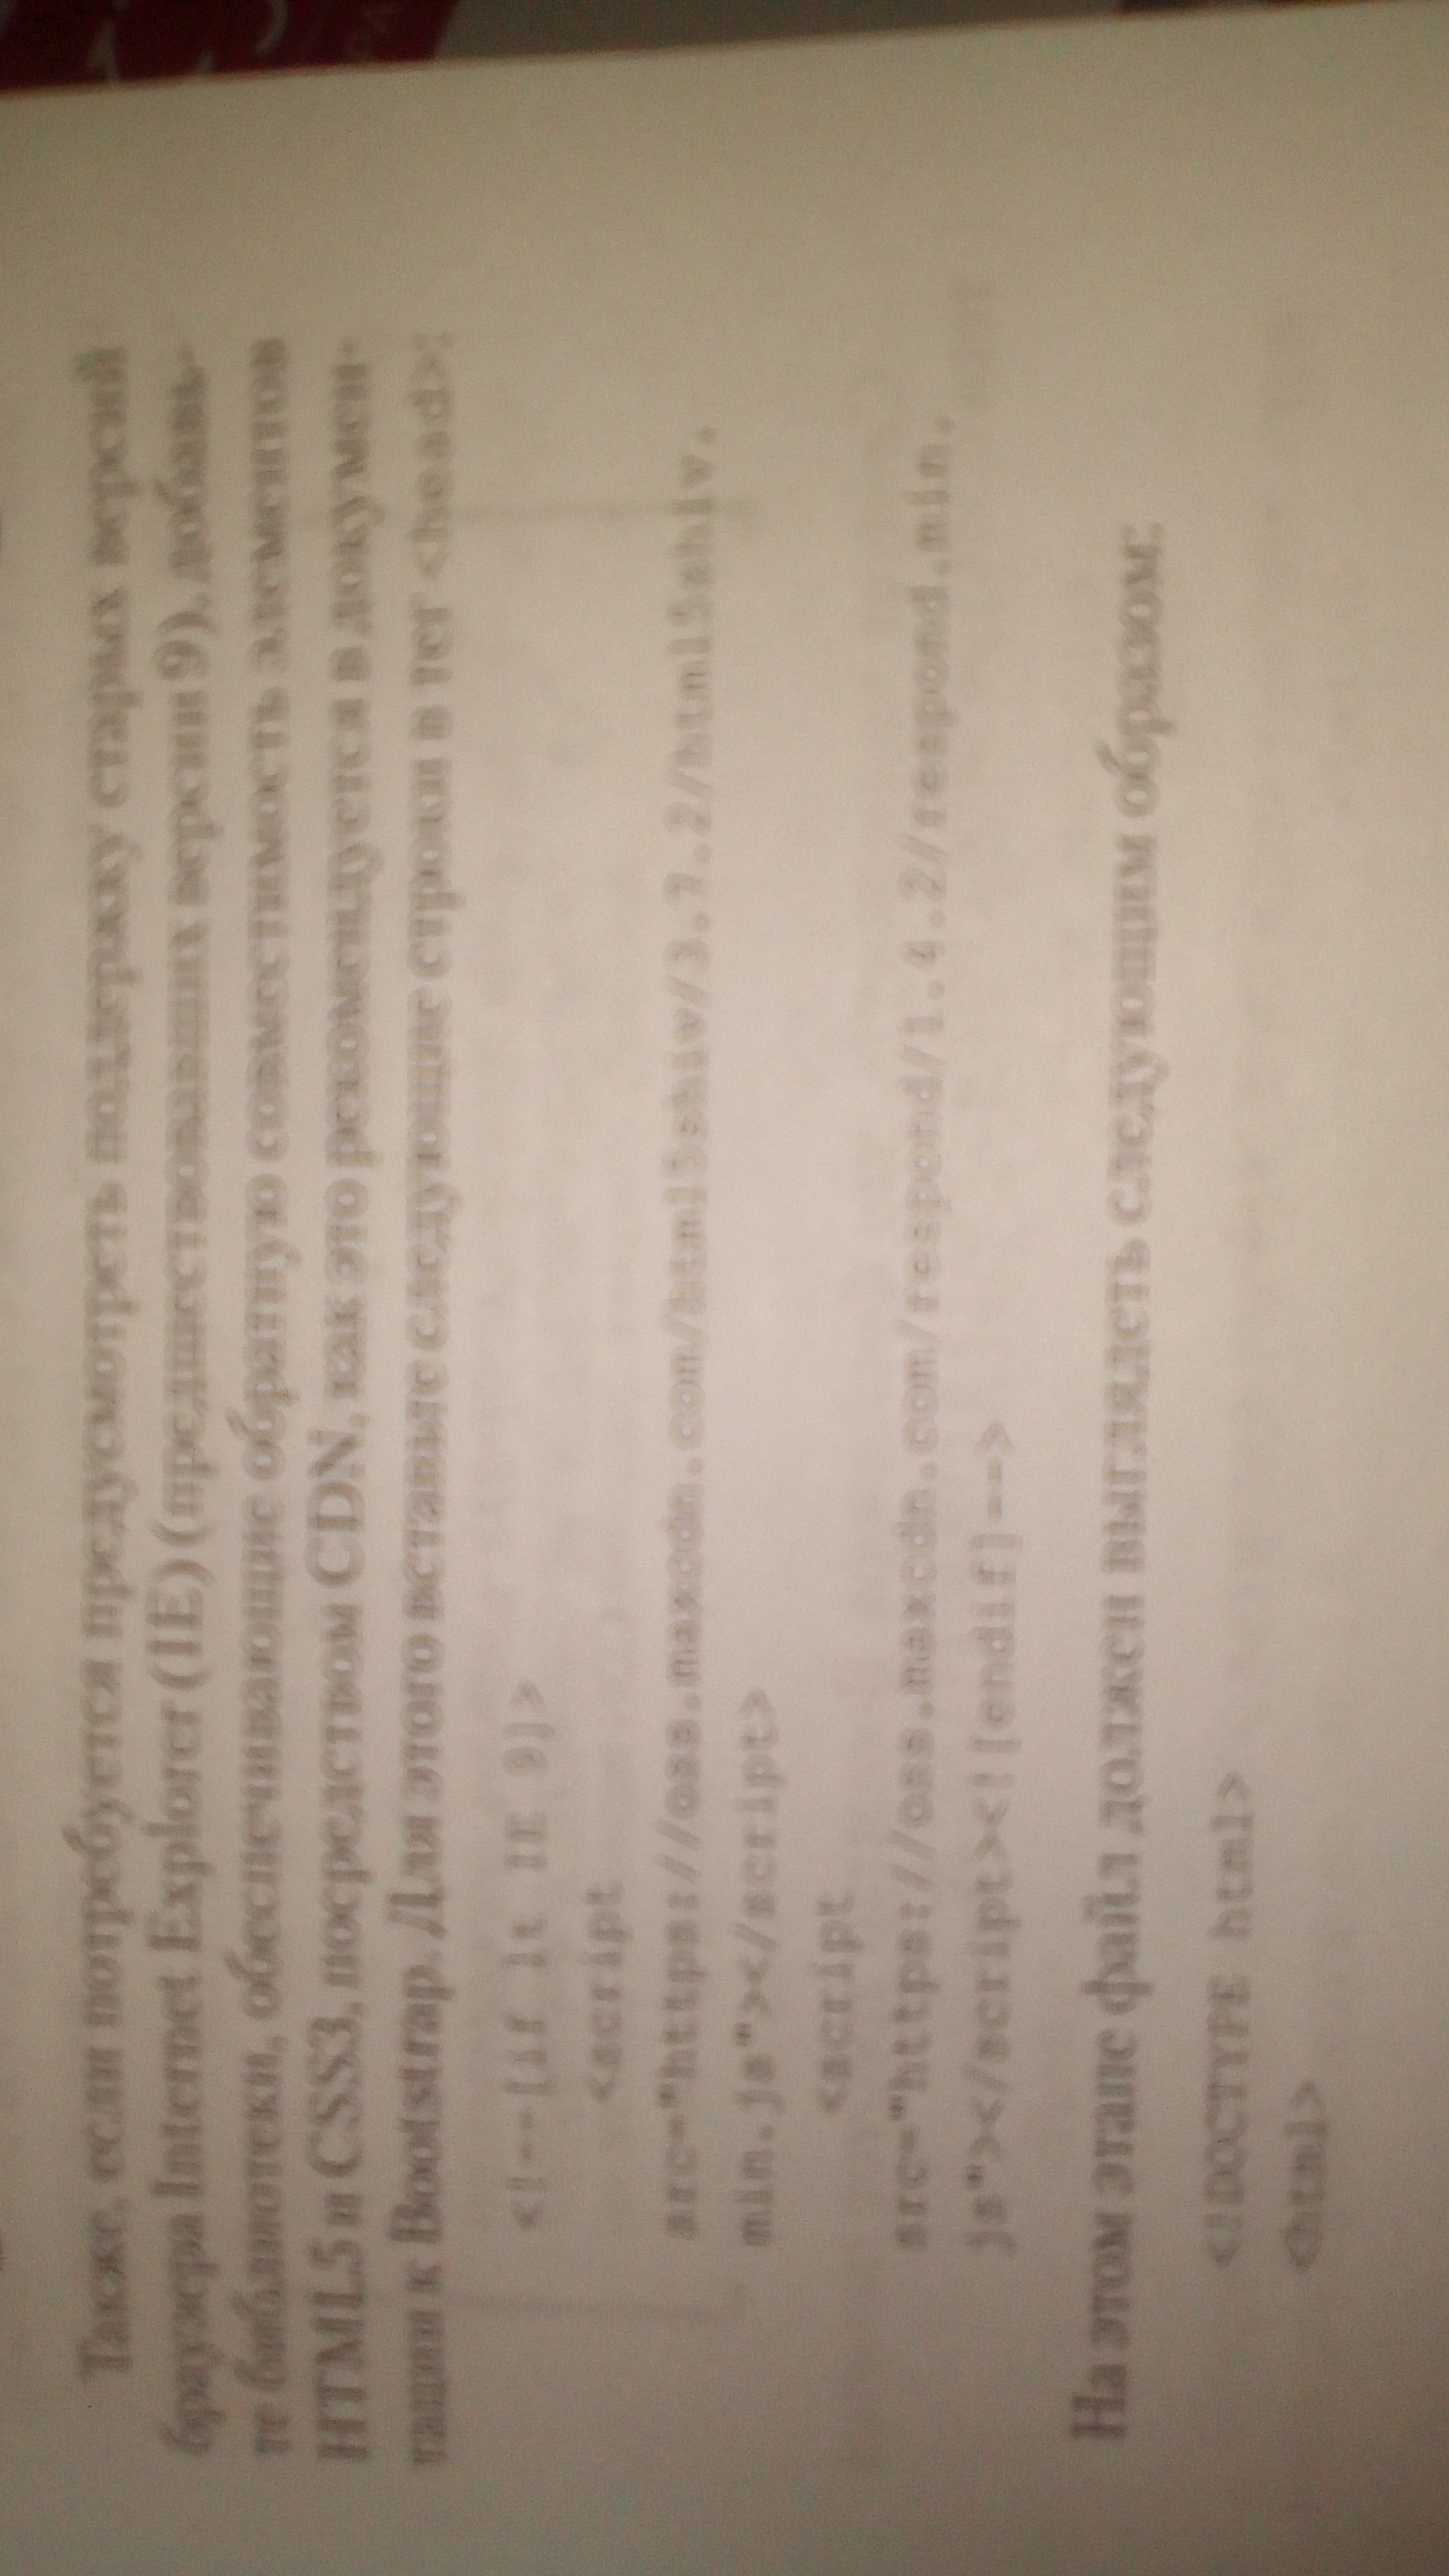 Также, если потребуется предусмотреть поддержку старых версий
браузера Internet Explorer (IE) (предшествовавших версии 9), добавь-
те библиотеки, обеспечивающие обратную совместимость элементов
HTML5 и CSS3, посредством CDN, как это рекомендуется в докумен-
тации к Bootstrap. Для этого вставьте следующие строки в тег <head>:
<!--[if lt IE 9]>
<script
src="https://oss.maxcdn.com/html5shiv/3.7.2/html5shiv.
min.js"></script>
<script
src="https://oss.maxcdn.com/respond/1.4.2/respond.min.
js"></script><![endif]-->
На этом этапе файл должен выглядеть следующим образом:
<!DOCTYPE html>
<html>